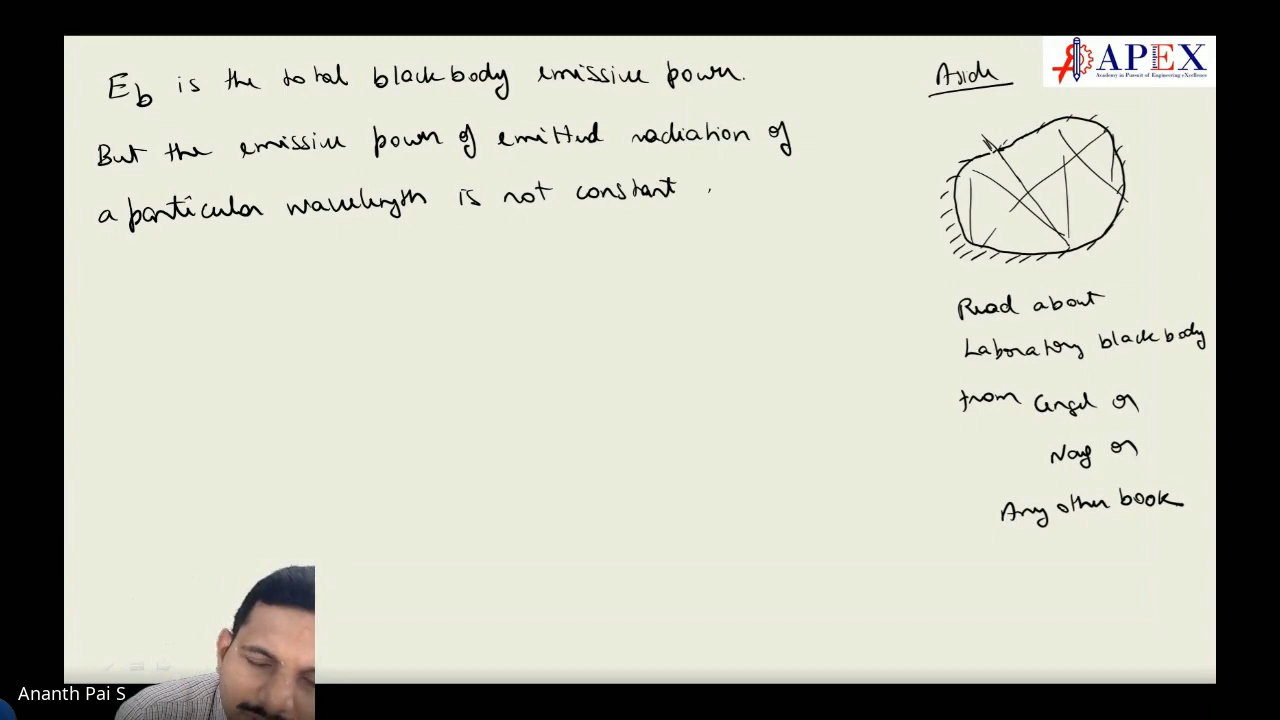 E_b is the total blackbody emissive power.
But the emissive power of emitted radiation of
a particular wavelength is not constant.
Aside
APEX
Academy in Pursuit of Engineering eXcellence
Read about
Laboratory blackbody
from Cengel or
Nag or
Any other book
Ananth Pai S